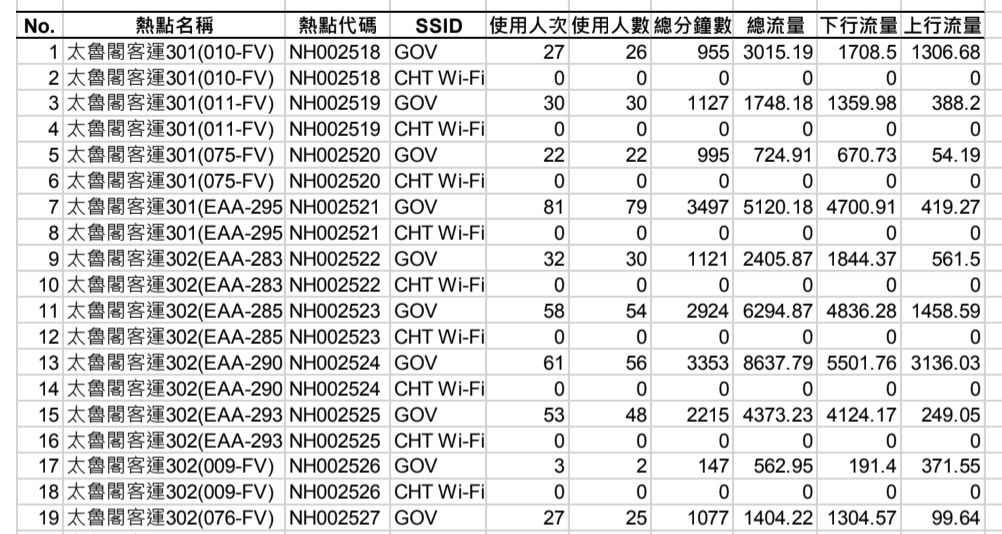 No. 熱點名稱 熱點代碼 SSID 使用人次 使用人數 總分鐘數 總流量 下行流量 上行流量
1 太魯閣客運301(010-FV) NH002518 GOV 27 26 955 3015.19 1708.5 1306.68
2 太魯閣客運301(010-FV) NH002518 CHT Wi-Fi 0 0 0 0 0 0
3 太魯閣客運301(011-FV) NH002519 GOV 30 30 1127 1748.18 1359.98 388.2
4 太魯閣客運301(011-FV) NH002519 CHT Wi-Fi 0 0 0 0 0 0
5 太魯閣客運301(075-FV) NH002520 GOV 22 22 995 724.91 670.73 54.19
6 太魯閣客運301(075-FV) NH002520 CHT Wi-Fi 0 0 0 0 0 0
7 太魯閣客運301(EAA-295 NH002521 GOV 81 79 3497 5120.18 4700.91 419.27
8 太魯閣客運301(EAA-295 NH002521 CHT Wi-Fi 0 0 0 0 0 0
9 太魯閣客運302(EAA-283 NH002522 GOV 32 30 1121 2405.87 1844.37 561.5
10 太魯閣客運302(EAA-283 NH002522 CHT Wi-Fi 0 0 0 0 0 0
11 太魯閣客運302(EAA-285 NH002523 GOV 58 54 2924 6294.87 4836.28 1458.59
12 太魯閣客運302(EAA-285 NH002523 CHT Wi-Fi 0 0 0 0 0 0
13 太魯閣客運302(EAA-290 NH002524 GOV 61 56 3353 8637.79 5501.76 3136.03
14 太魯閣客運302(EAA-290 NH002524 CHT Wi-Fi 0 0 0 0 0 0
15 太魯閣客運302(EAA-293 NH002525 GOV 53 48 2215 4373.23 4124.17 249.05
16 太魯閣客運302(EAA-293 NH002525 CHT Wi-Fi 0 0 0 0 0 0
17 太魯閣客運302(009-FV) NH002526 GOV 3 2 147 562.95 191.4 371.55
18 太魯閣客運302(009-FV) NH002526 CHT Wi-Fi 0 0 0 0 0 0
19 太魯閣客運302(076-FV) NH002527 GOV 27 25 1077 1404.22 1304.57 99.64